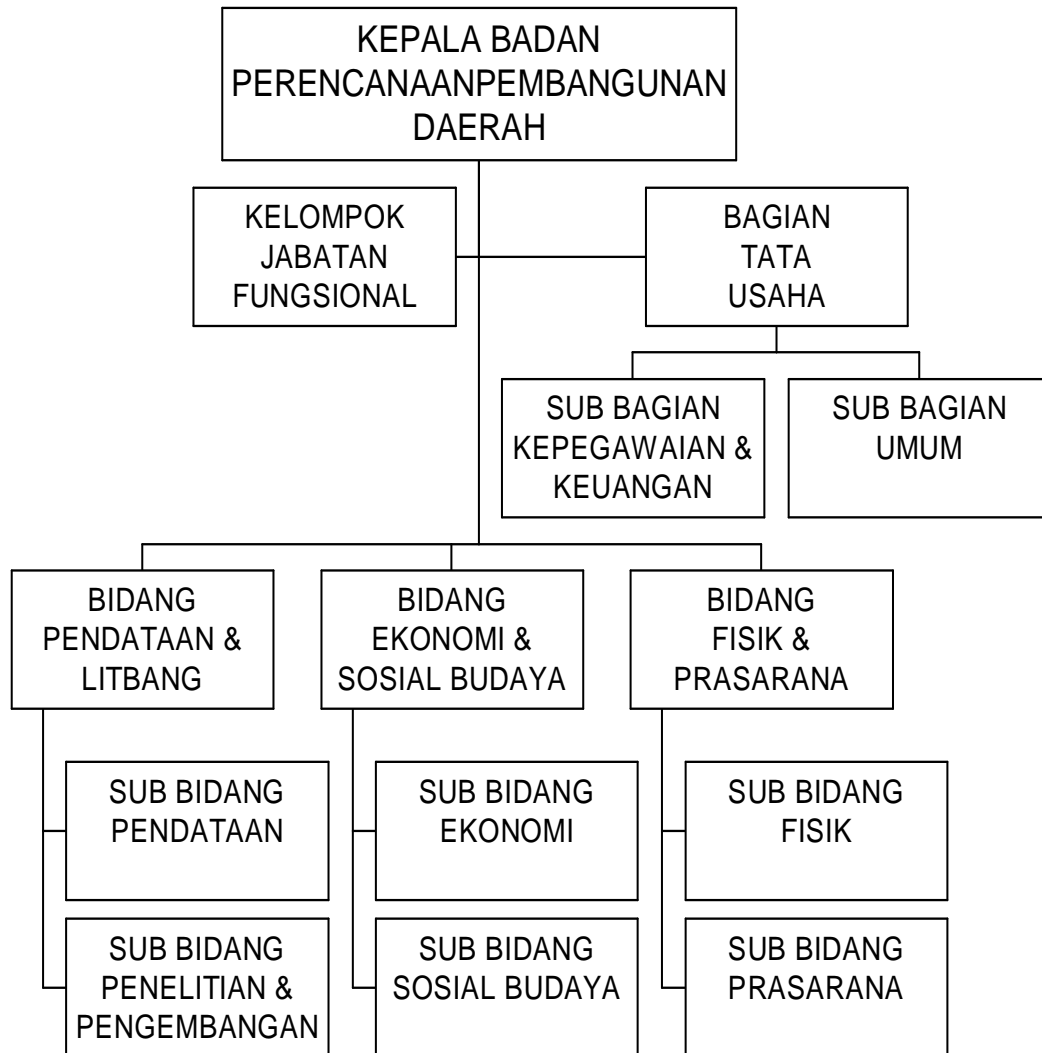 KEPALA BADAN
PERENCANAANPEMBANGUNAN
DAERAH
KELOMPOK
JABATAN
FUNGSIONAL
BAGIAN
TATA
USAHA
SUB BAGIAN
KEPEGAWAIAN &
KEUANGAN
SUB BAGIAN
UMUM
BIDANG
PENDATAAN &
LITBANG
BIDANG
EKONOMI &
SOSIAL BUDAYA
BIDANG
FISIK &
PRASARANA
SUB BIDANG
PENDATAAN
SUB BIDANG
EKONOMI
SUB BIDANG
FISIK
SUB BIDANG
PENELITIAN &
PENGEMBANGAN
SUB BIDANG
SOSIAL BUDAYA
SUB BIDANG
PRASARANA